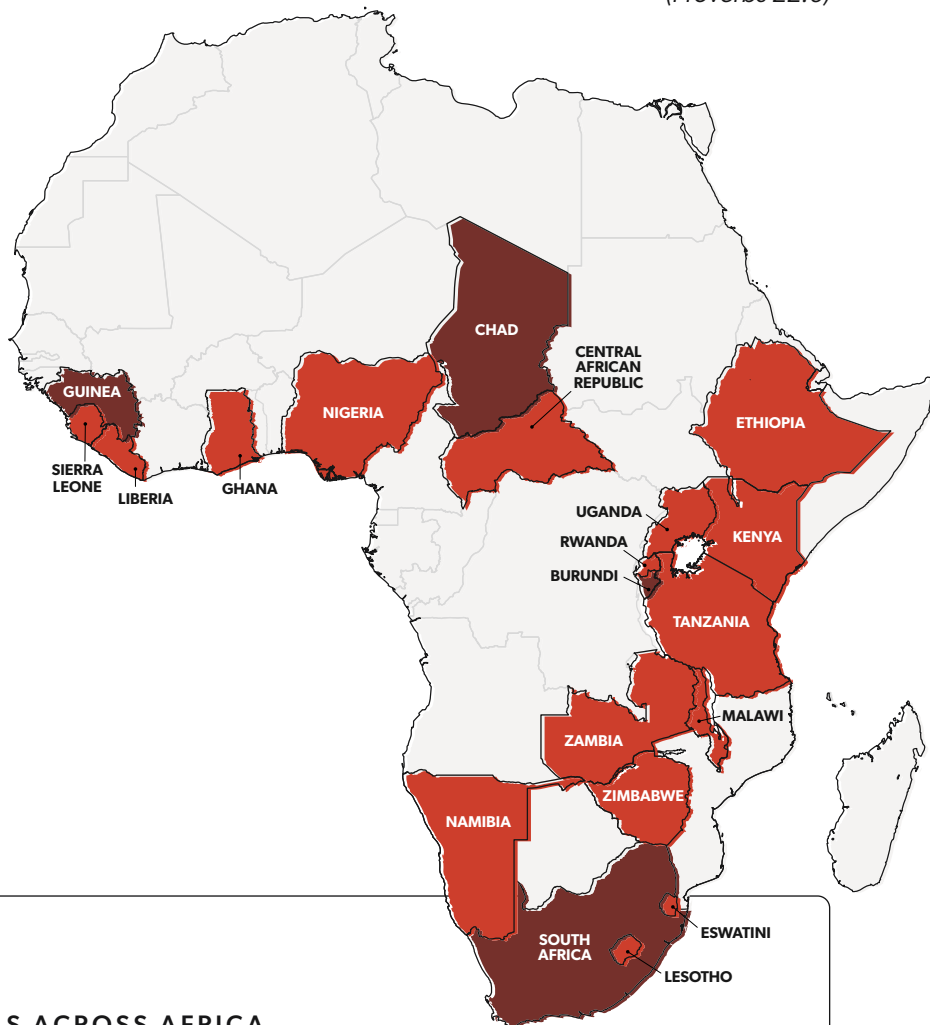 CHAD
CENTRAL
AFRICAN
REPUBLIC
GUINEA
NIGERIA
ETHIOPIA
SIERRA
LEONE
LIBERIA
GHANA
UGANDA
KENYA
RWANDA
BURUNDI
TANZANIA
MALAWI
ZAMBIA
ZIMBABWE
NAMIBIA
SOUTH
AFRICA
ESWATINI
LESOTHO
S ACROSS AFRICA